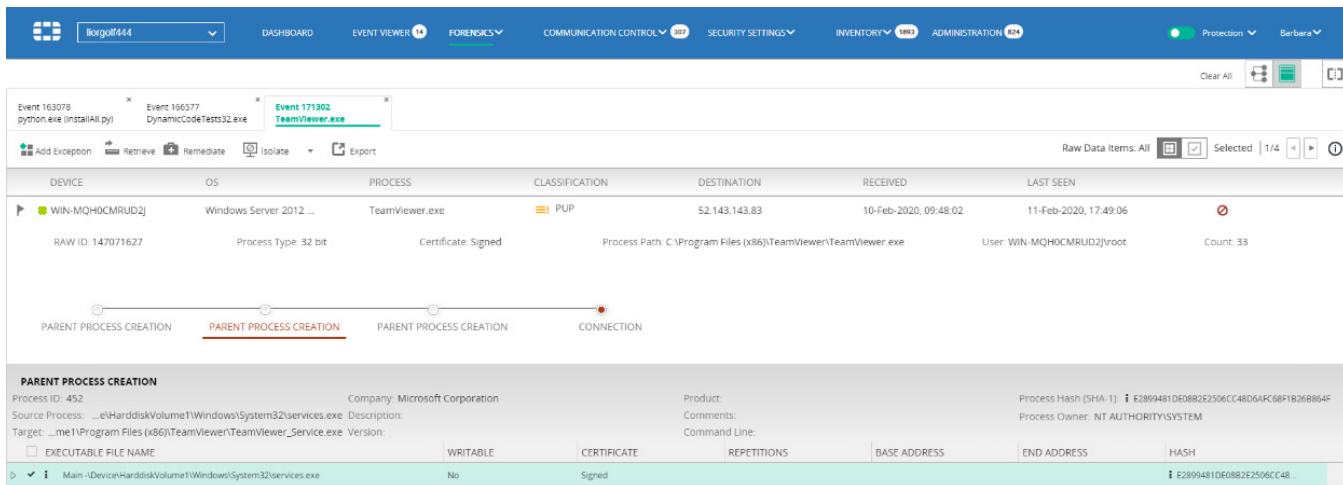 liorgolf444 DASHBOARD EVENT VIEWER 14 FORENSICS COMMUNICATION CONTROL 307 SECURITY SETTINGS INVENTORY 1893 ADMINISTRATION 824 Protection Barbara
Clear All
Event 163078 Event 166577 Event 171302
python.exe (InstallAll.py) DynamicCodeTests32.exe TeamViewer.exe
Add Exception Retrieve Remediate Isolate Export Raw Data Items: All Selected 1/4
DEVICE OS PROCESS CLASSIFICATION DESTINATION RECEIVED LAST SEEN
WIN-MQH0CMRUD2J Windows Server 2012 ... TeamViewer.exe PUP 52.143.143.83 10-Feb-2020, 09:48:02 11-Feb-2020, 17:49:06
RAW ID: 147071627 Process Type: 32 bit Certificate: Signed Process Path: C:\Program Files (x86)\TeamViewer\TeamViewer.exe User: WIN-MQH0CMRUD2J\root Count: 33
PARENT PROCESS CREATION PARENT PROCESS CREATION PARENT PROCESS CREATION CONNECTION
PARENT PROCESS CREATION
Process ID: 452 Company: Microsoft Corporation Product: Process Hash (SHA-1): E2899481DE08B2E2506CC48D6AFC68F1B26B864F
Source Process: ...e\HarddiskVolume1\Windows\System32\services.exe Description: Comments: Process Owner: NT AUTHORITY\SYSTEM
Target: ...me1\Program Files (x86)\TeamViewer\TeamViewer_Service.exe Version: Command Line:
EXECUTABLE FILE NAME WRITABLE CERTIFICATE REPETITIONS BASE ADDRESS END ADDRESS HASH
Main -\Device\HarddiskVolume1\Windows\System32\services.exe No Signed E2899481DE08B2E2506CC48...